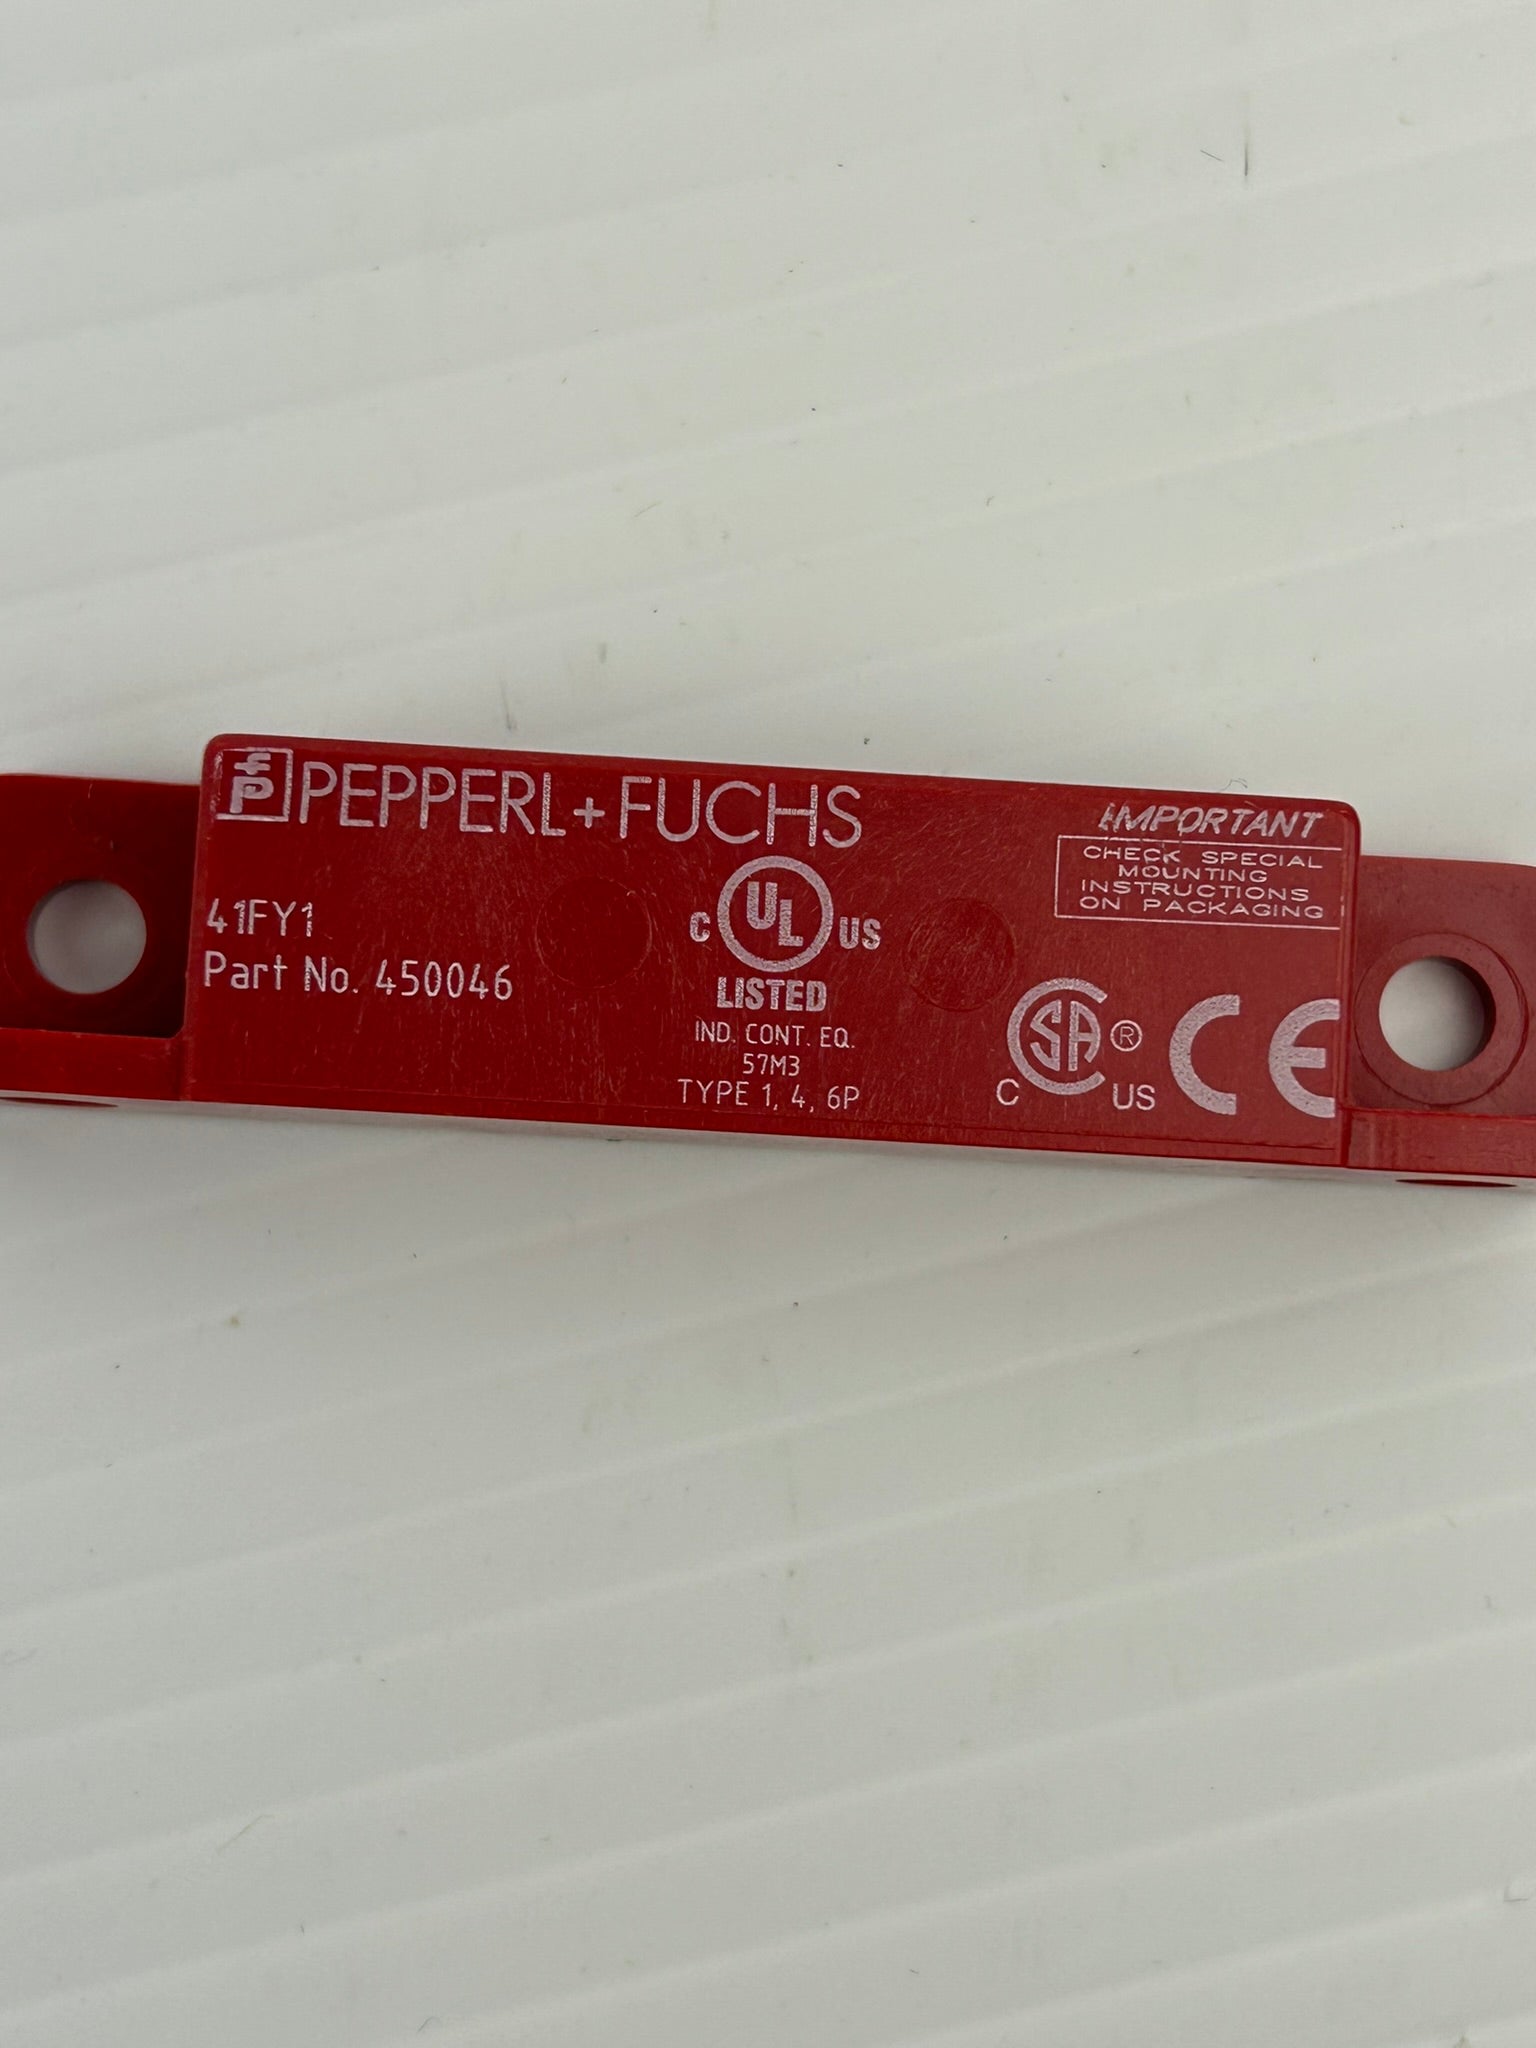 PEPPERL+FUCHS
41FY1
Part No. 450046
C UL US
LISTED
IND. CONT. EQ.
57M3
TYPE 1, 4, 6P
IMPORTANT
CHECK SPECIAL
MOUNTING
INSTRUCTIONS
ON PACKAGING
C SA ® US
CE